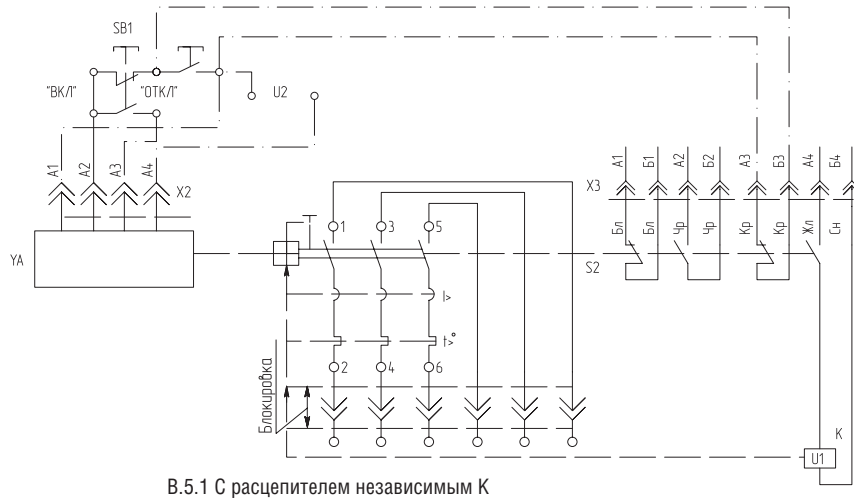 SB1
"ВКЛ" "ОТКЛ" U2
А1 А2 А3 А4
X2
YA
А1 Б1 А2 Б2 А3 Б3 А4 Б4
X3
Бл Бл Чр Чр Кр Кр Жл Сн
S2
1 3 5
I>
t>°
2 4 6
Блокировка
K
U1
В.5.1 С расцепителем независимым К